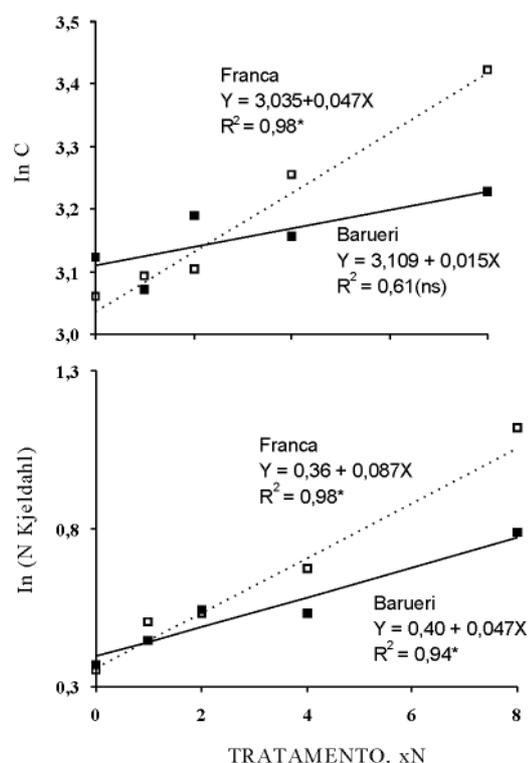 3,5
3,4
3,3
3,2
3,1
3,0
ln C
Franca
Y = 3,035+0,047X
R² = 0,98*
Barueri
Y = 3,109 + 0,015X
R² = 0,61(ns)
1,3
0,8
0,3
ln (N Kjeldahl)
Franca
Y = 0,36 + 0,087X
R² = 0,98*
Barueri
Y = 0,40 + 0,047X
R² = 0,94*
0 2 4 6 8
TRATAMENTO, xN